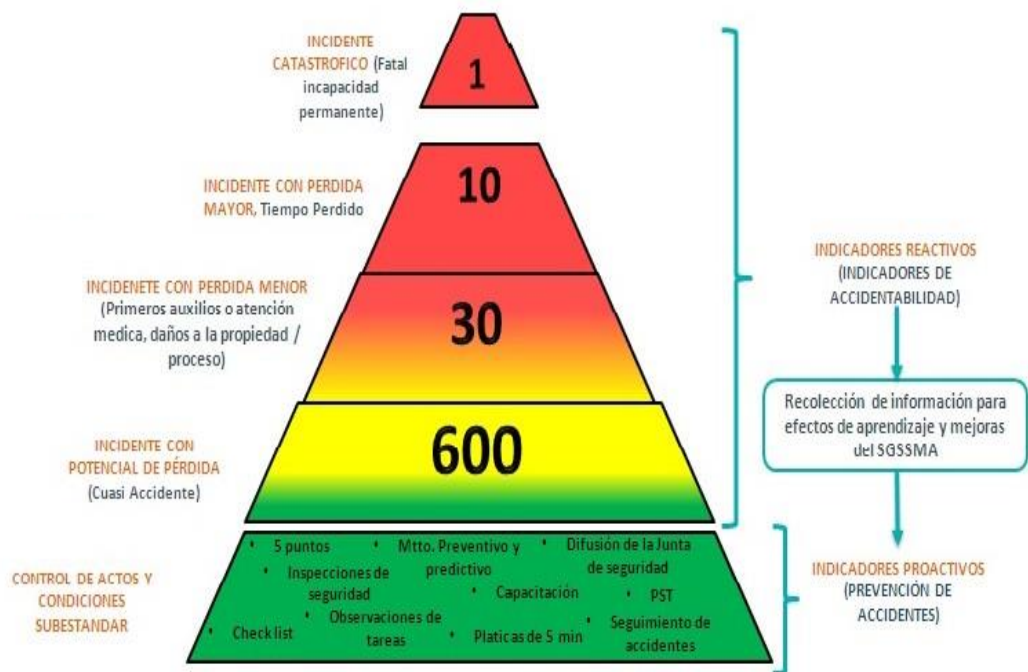 INCIDENTE
CATASTROFICO (Fatal
incapacidad
permanente)
1
INCIDENTE CON PERDIDA
MAYOR, Tiempo Perdido
10
INCIDENETE CON PERDIDA MENOR
(Primeros auxilios o atención
medica, daños a la propiedad /
proceso)
30
INCIDENTE CON
POTENCIAL DE PÉRDIDA
(Cuasi Accidente)
600
CONTROL DE ACTOS Y
CONDICIONES
SUBESTANDAR
• 5 puntos
• Mtto. Preventivo y
predictivo
• Difusión de la Junta
de seguridad
• Inspecciones de
seguridad
• Capacitación
• PST
• Check list
• Observaciones de
tareas
• Platicas de 5 min
• Seguimiento de
accidentes
INDICADORES REACTIVOS
(INDICADORES DE
ACCIDENTABILIDAD)
Recolección de información para
efectos de aprendizaje y mejoras
del SGSSMA
INDICADORES PROACTIVOS
(PREVENCIÓN DE
ACCIDENTES)